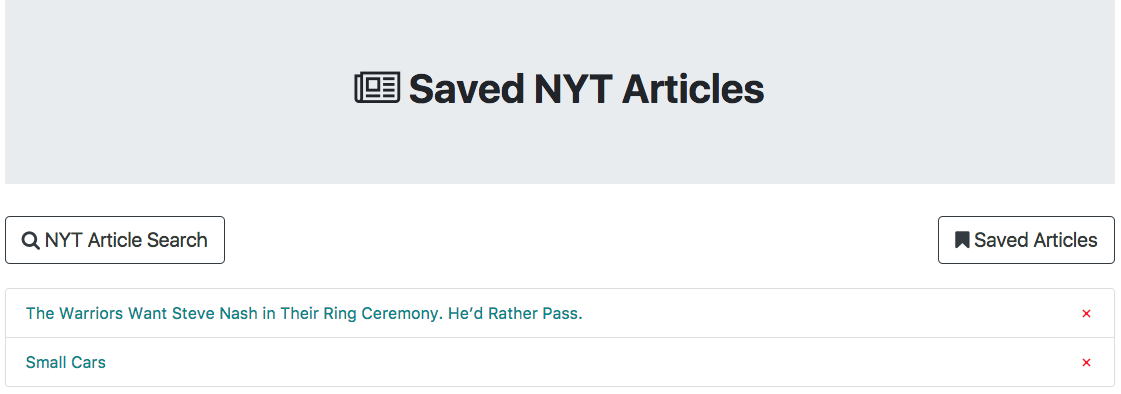 Saved NYT Articles
NYT Article Search
Saved Articles
The Warriors Want Steve Nash in Their Ring Ceremony. He’d Rather Pass.
Small Cars